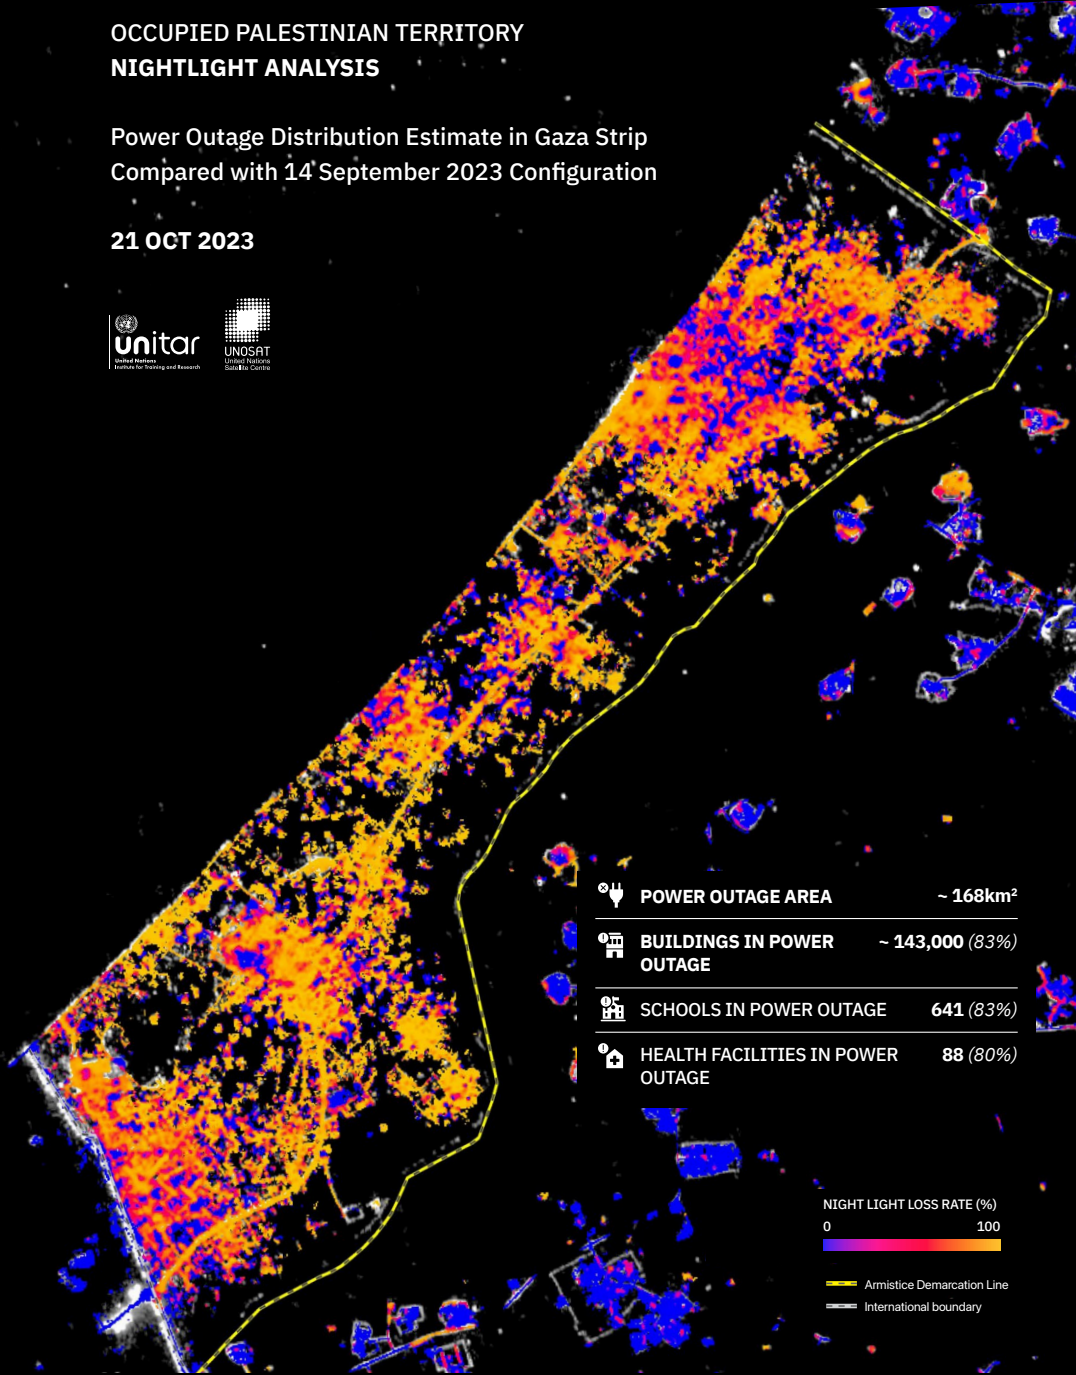 OCCUPIED PALESTINIAN TERRITORY
NIGHTLIGHT ANALYSIS
Power Outage Distribution Estimate in Gaza Strip
Compared with 14 September 2023 Configuration
21 OCT 2023
unitar
United Nations
Institute for Training and Research
UNOSAT
United Nations
Satellite Centre
POWER OUTAGE AREA ~ 168km²
BUILDINGS IN POWER ~ 143,000 (83%)
OUTAGE
SCHOOLS IN POWER OUTAGE 641 (83%)
HEALTH FACILITIES IN POWER 88 (80%)
OUTAGE
NIGHT LIGHT LOSS RATE (%)
0 100
Armistice Demarcation Line
International boundary